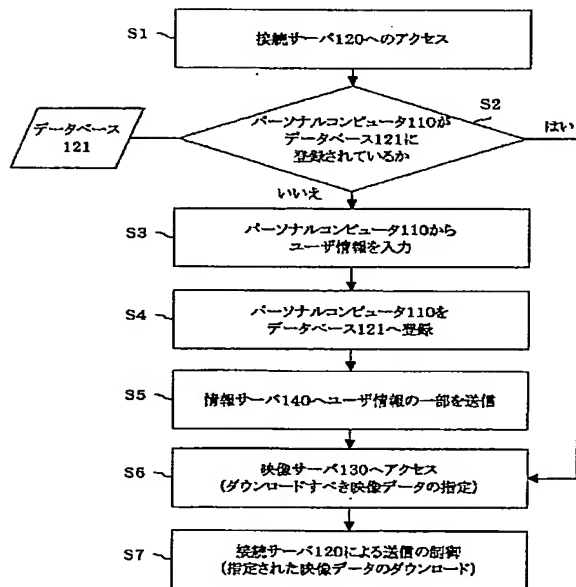 S1
接続サーバ120へのアクセス
S2
データベース
121
パーソナルコンピュータ110が
データベース121に
登録されているか
はい
いいえ
S3
パーソナルコンピュータ110から
ユーザ情報を入力
S4
パーソナルコンピュータ110を
データベース121へ登録
S5
情報サーバ140へユーザ情報の一部を送信
S6
映像サーバ130へアクセス
(ダウンロードすべき映像データの指定)
S7
接続サーバ120による送信の制御
(指定された映像データのダウンロード)